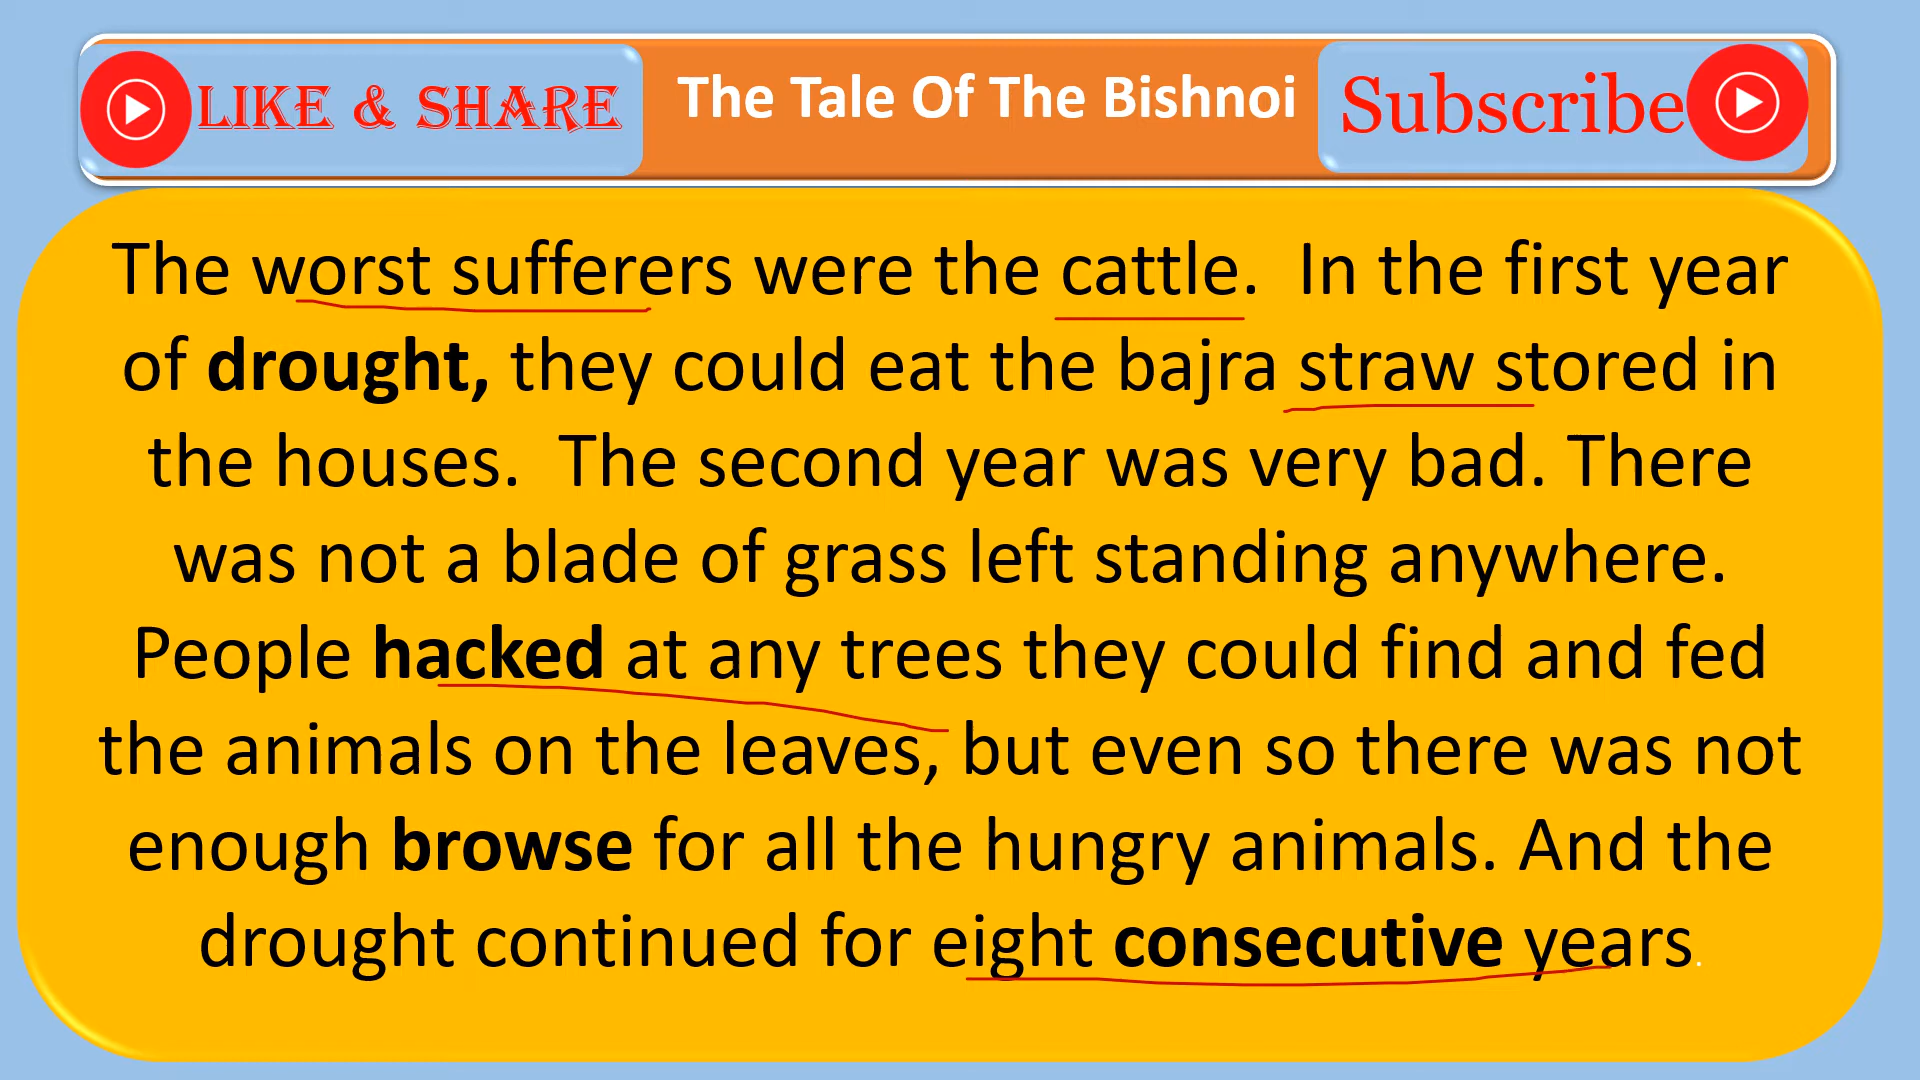 LIKE & SHARE
The Tale Of The Bishnoi
Subscribe
The worst sufferers were the cattle.  In the first year
of drought, they could eat the bajra straw stored in
the houses.  The second year was very bad. There
was not a blade of grass left standing anywhere.
People hacked at any trees they could find and fed
the animals on the leaves, but even so there was not
enough browse for all the hungry animals. And the
drought continued for eight consecutive years.